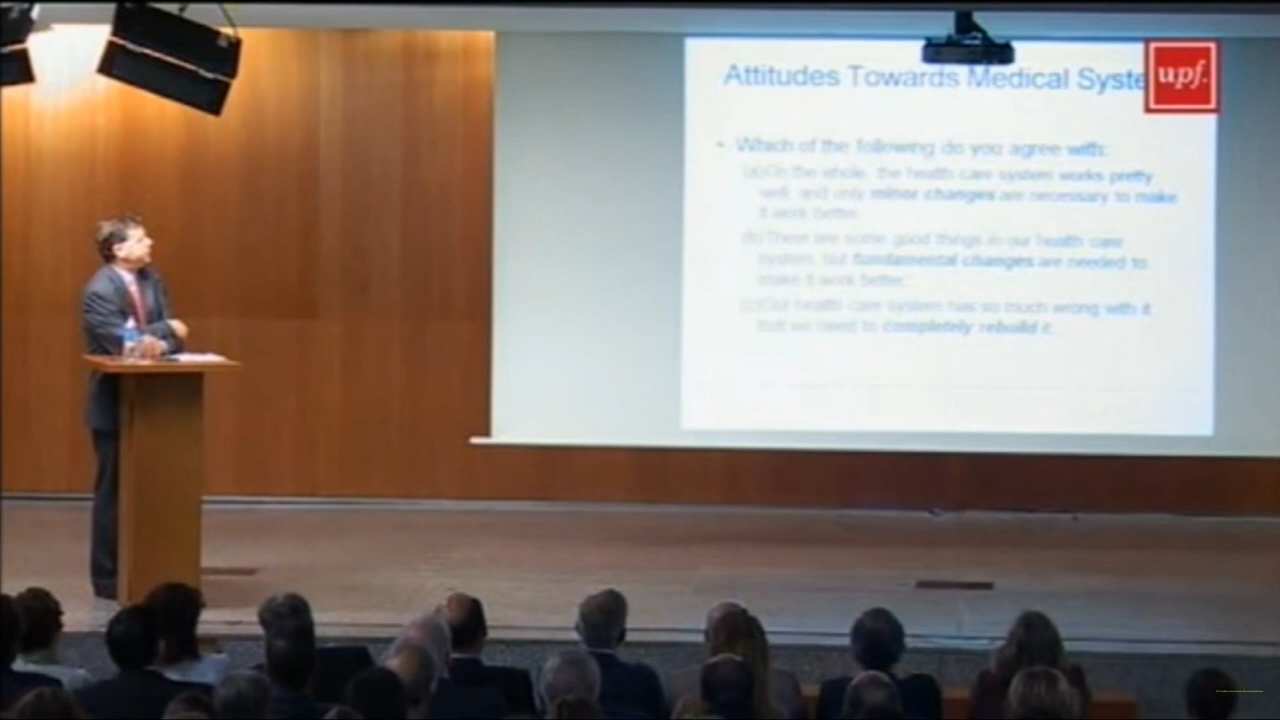 Attitudes Towards Medical Syste
upf.
• Which of the following do you agree with:
(a)On the whole, the health care system works pretty
well, and only minor changes are necessary to make
it work better.
(b)There are some good things in our health care
system, but fundamental changes are needed to
make it work better.
(c)Our health care system has so much wrong with it
that we need to completely rebuild it.